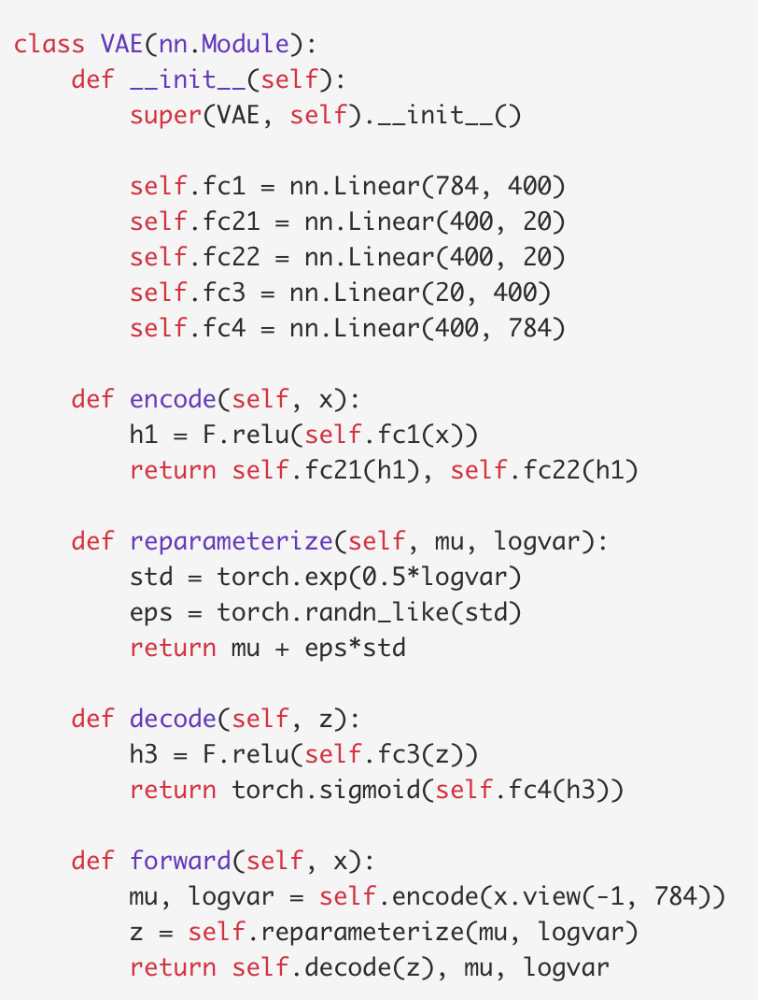 class VAE(nn.Module):
    def __init__(self):
        super(VAE, self).__init__()

        self.fc1 = nn.Linear(784, 400)
        self.fc21 = nn.Linear(400, 20)
        self.fc22 = nn.Linear(400, 20)
        self.fc3 = nn.Linear(20, 400)
        self.fc4 = nn.Linear(400, 784)

    def encode(self, x):
        h1 = F.relu(self.fc1(x))
        return self.fc21(h1), self.fc22(h1)

    def reparameterize(self, mu, logvar):
        std = torch.exp(0.5*logvar)
        eps = torch.randn_like(std)
        return mu + eps*std

    def decode(self, z):
        h3 = F.relu(self.fc3(z))
        return torch.sigmoid(self.fc4(h3))

    def forward(self, x):
        mu, logvar = self.encode(x.view(-1, 784))
        z = self.reparameterize(mu, logvar)
        return self.decode(z), mu, logvar